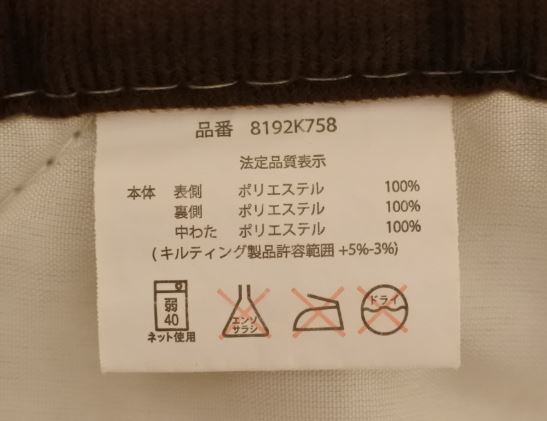 品番 8192K758
法定品質表示
本体 表側 ポリエステル 100%
裏側 ポリエステル 100%
中わた ポリエステル 100%
(キルティング製品許容範囲 +5%-3%)
弱
40
ネット使用
エンソ
サラシ
ドライ